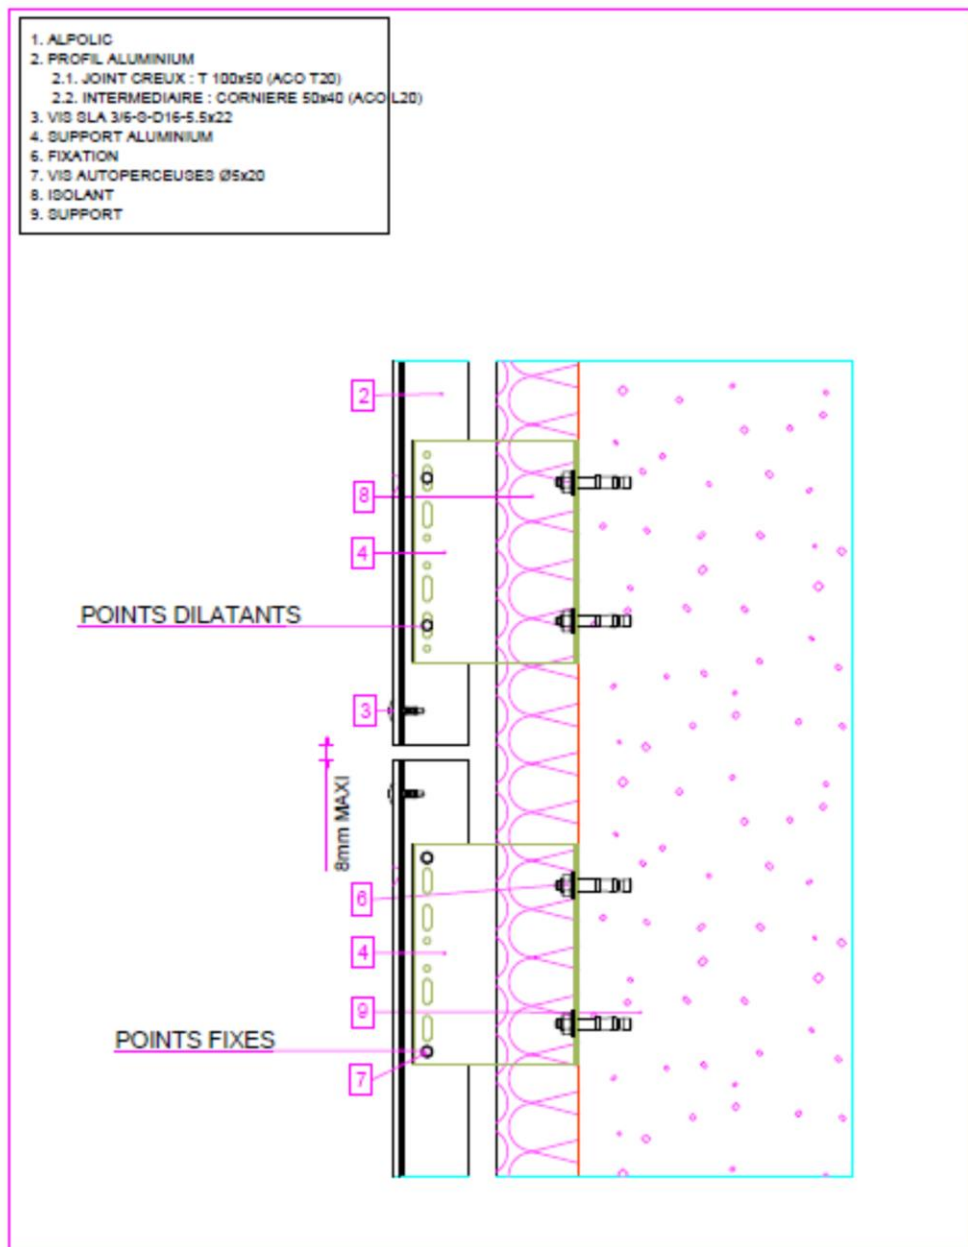 1. ALPOLIC
2. PROFIL ALUMINIUM
2.1. JOINT CREUX : T 100x50 (ACO T20)
2.2. INTERMEDIAIRE : CORNIERE 50x40 (ACO L20)
3. VIS SLA 3/6-S-D16-5.5x22
4. SUPPORT ALUMINIUM
6. FIXATION
7. VIS AUTOPERCEUSES Ø5x20
8. ISOLANT
9. SUPPORT
2
8
4
POINTS DILATANTS
3
8mm MAXI
6
4
9
POINTS FIXES
7